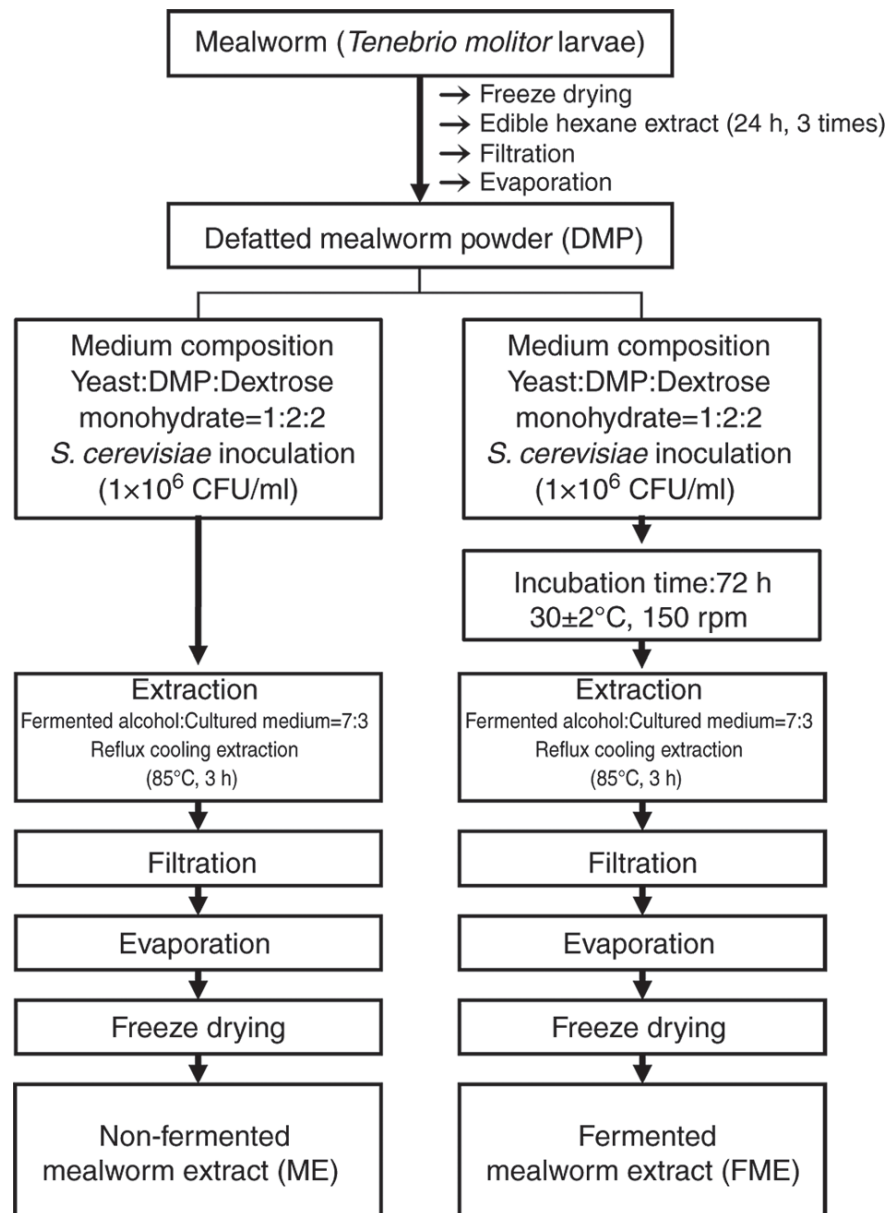 Mealworm (Tenebrio molitor larvae)
→ Freeze drying
→ Edible hexane extract (24 h, 3 times)
→ Filtration
→ Evaporation
Defatted mealworm powder (DMP)
Medium composition
Yeast:DMP:Dextrose
monohydrate=1:2:2
S. cerevisiae inoculation
(1×10⁶ CFU/ml)
Extraction
Fermented alcohol:Cultured medium=7:3
Reflux cooling extraction
(85°C, 3 h)
Filtration
Evaporation
Freeze drying
Non-fermented
mealworm extract (ME)
Medium composition
Yeast:DMP:Dextrose
monohydrate=1:2:2
S. cerevisiae inoculation
(1×10⁶ CFU/ml)
Incubation time:72 h
30±2°C, 150 rpm
Extraction
Fermented alcohol:Cultured medium=7:3
Reflux cooling extraction
(85°C, 3 h)
Filtration
Evaporation
Freeze drying
Fermented
mealworm extract (FME)